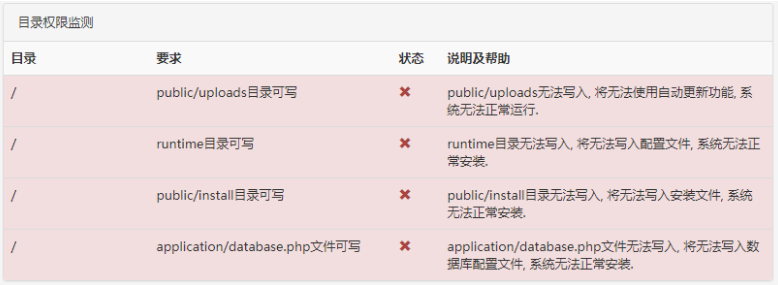 目录权限监测
目录 要求 状态 说明及帮助
/ public/uploads目录可写 ✖ public/uploads无法写入, 将无法使用自动更新功能, 系
统无法正常运行.
/ runtime目录可写 ✖ runtime目录无法写入, 将无法写入配置文件, 系统无法正
常安装.
/ public/install目录可写 ✖ public/install目录无法写入, 将无法写入安装文件, 系统
无法正常安装.
/ application/database.php文件可写 ✖ application/database.php文件无法写入, 将无法写入数
据库配置文件, 系统无法正常安装.